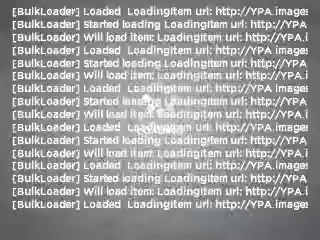 [BulkLoader] Loaded LoadingItem url: http://YPA.images
[BulkLoader] Started loading LoadingItem url: http://YPA
[BulkLoader] Will load item: LoadingItem url: http://YPA.i
[BulkLoader] Loaded LoadingItem url: http://YPA.images
[BulkLoader] Started loading LoadingItem url: http://YPA
[BulkLoader] Will load item: LoadingItem url: http://YPA.i
[BulkLoader] Loaded LoadingItem url: http://YPA.images
[BulkLoader] Started loading LoadingItem url: http://YPA
[BulkLoader] Will load item: LoadingItem url: http://YPA.i
[BulkLoader] Loaded LoadingItem url: http://YPA.images
[BulkLoader] Started loading LoadingItem url: http://YPA
[BulkLoader] Will load item: LoadingItem url: http://YPA.i
[BulkLoader] Loaded LoadingItem url: http://YPA.images
[BulkLoader] Started loading LoadingItem url: http://YPA
[BulkLoader] Will load item: LoadingItem url: http://YPA.i
[BulkLoader] Loaded LoadingItem url: http://YPA.images